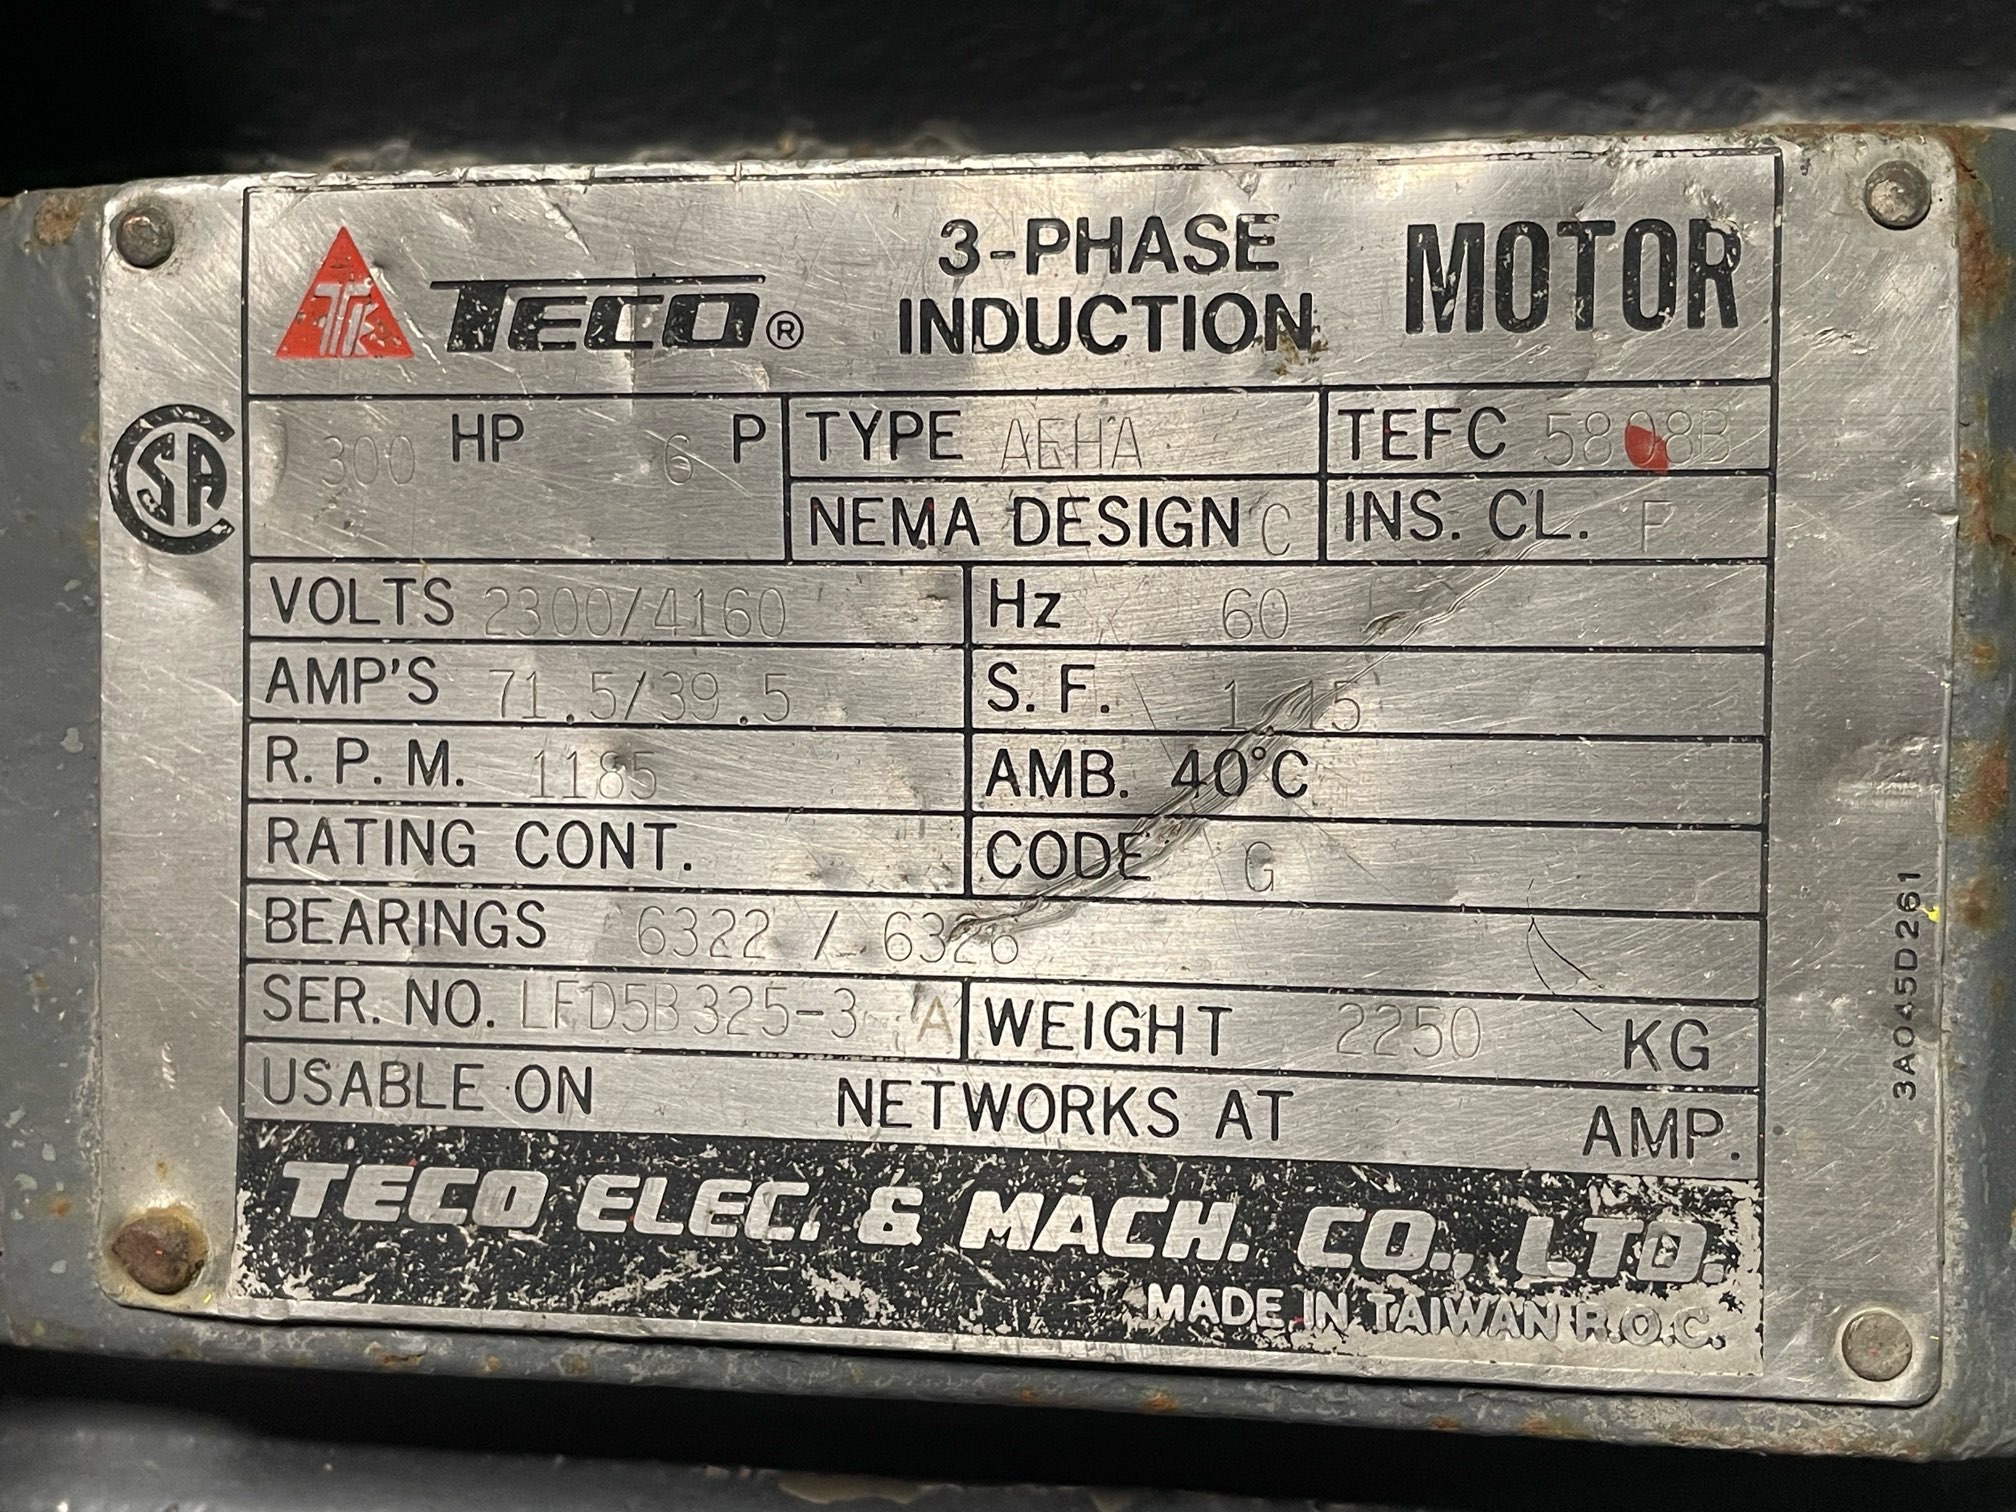 TECO® 3-PHASE INDUCTION MOTOR
300 HP 6 P TYPE AEHA TEFC 5808B
NEMA DESIGN C INS. CL. F
VOLTS 2300/4160 Hz 60
AMP'S 71.5/39.5 S.F. 1.15
R.P.M. 1185 AMB. 40°C
RATING CONT. CODE G
BEARINGS 6322 / 6326
SER. NO. LFD5B325-3 A WEIGHT 2250 KG
USABLE ON NETWORKS AT AMP.
TECO ELEC. & MACH. CO., LTD.
MADE IN TAIWAN R.O.C.
SA
3A045D261